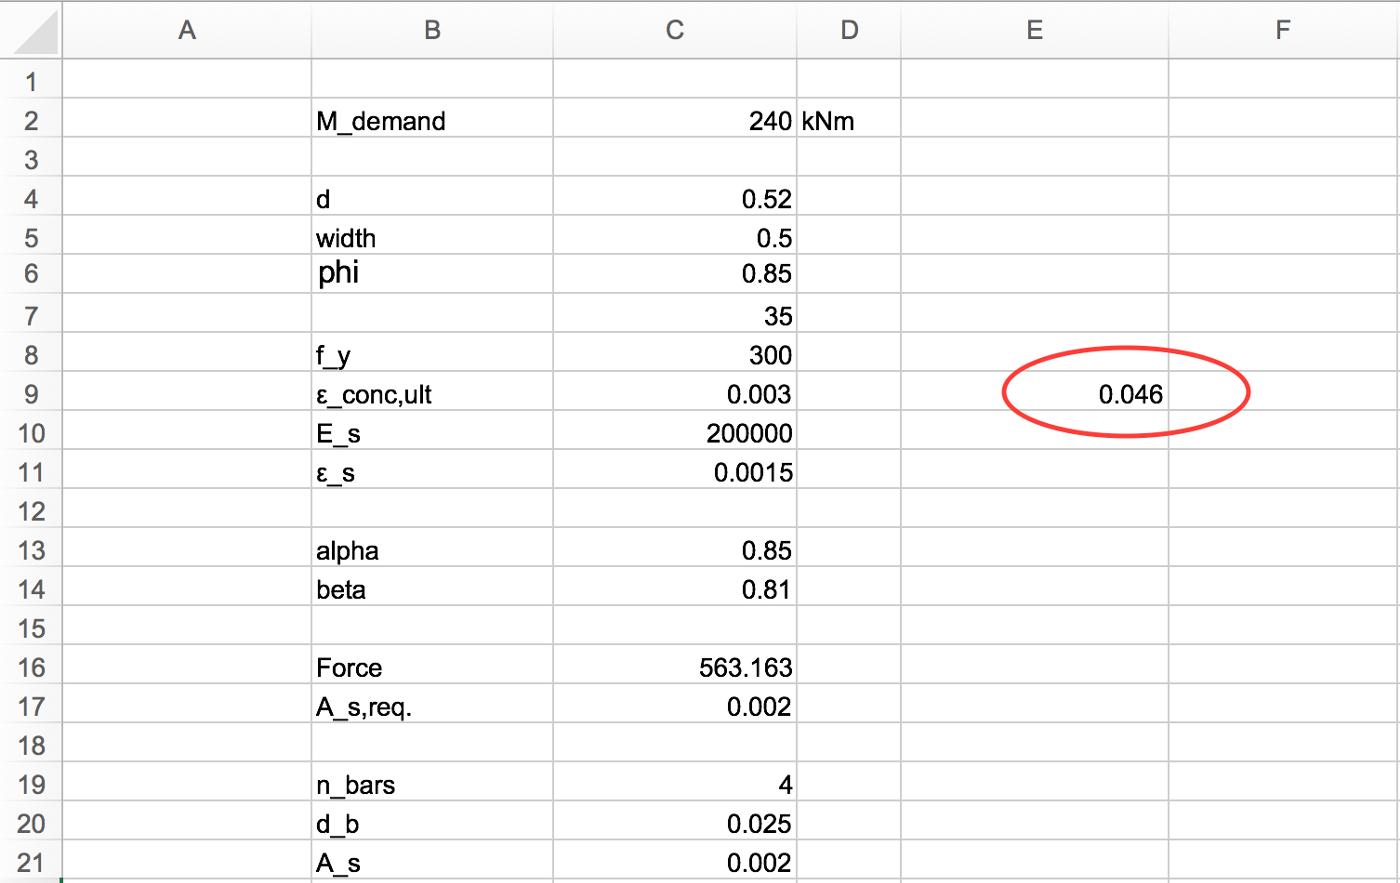 A B C D E F
1
2 M_demand 240 kNm
3
4 d 0.52
5 width 0.5
6 phi 0.85
7 35
8 f_y 300
9 ε_conc,ult 0.003 0.046
10 E_s 200000
11 ε_s 0.0015
12
13 alpha 0.85
14 beta 0.81
15
16 Force 563.163
17 A_s,req. 0.002
18
19 n_bars 4
20 d_b 0.025
21 A_s 0.002